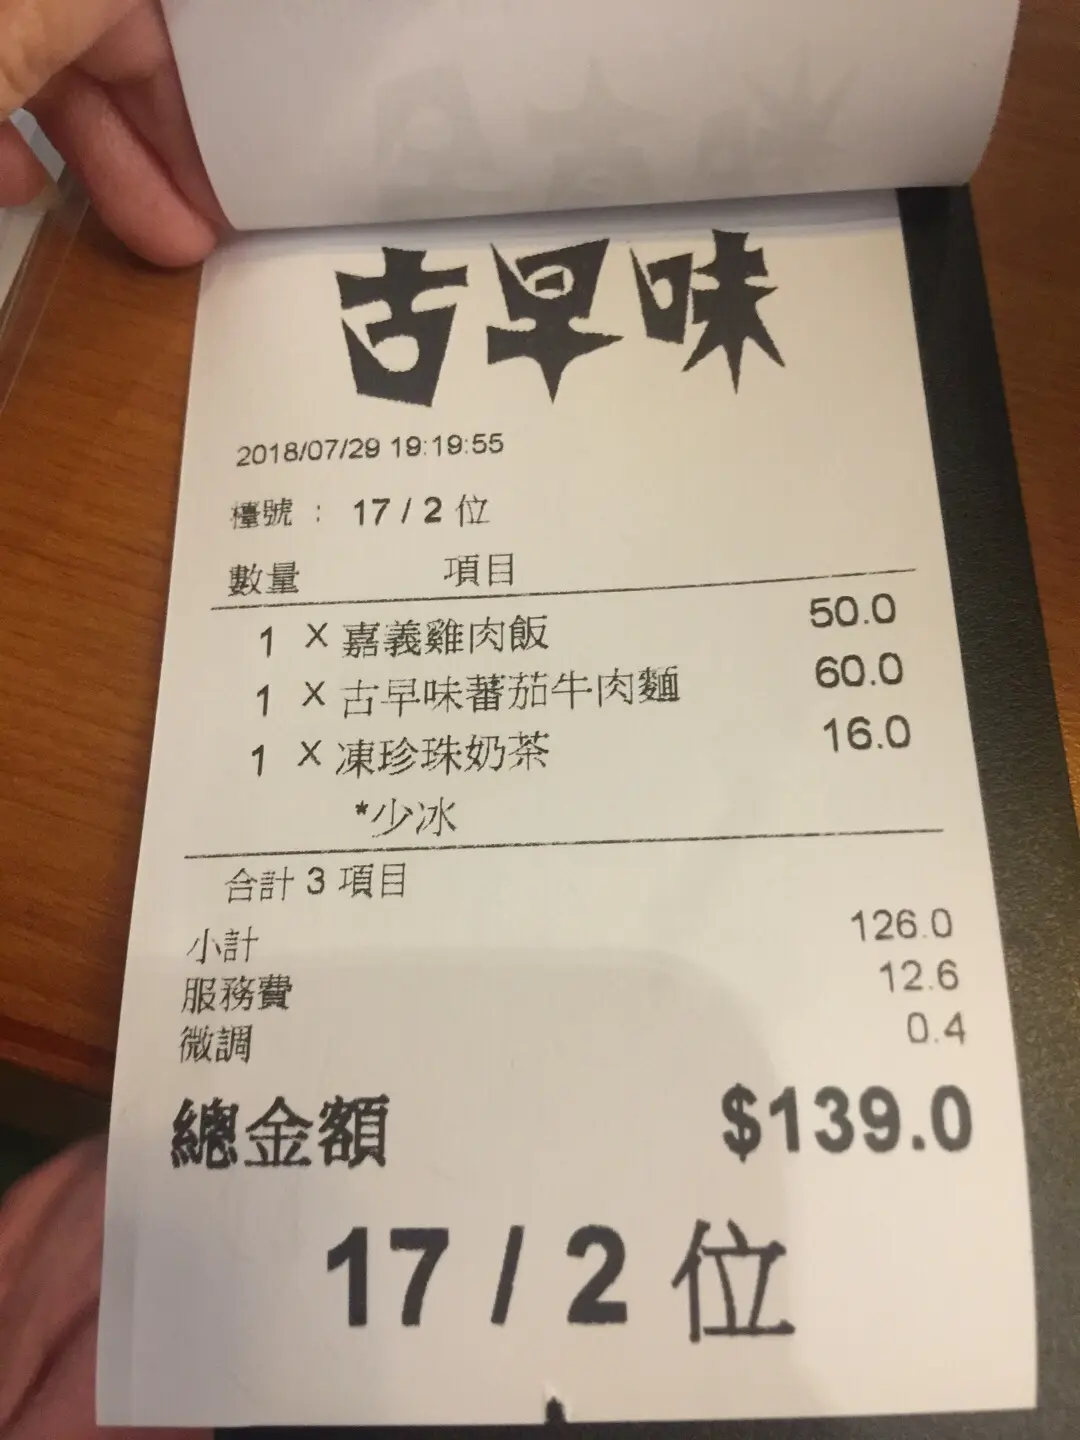 古早味
2018/07/29 19:19:55
檯號 : 17 / 2 位
數量 項目
1 X 嘉義雞肉飯 50.0
1 X 古早味蕃茄牛肉麵 60.0
1 X 凍珍珠奶茶 16.0
*少冰
合計 3 項目
小計 126.0
服務費 12.6
微調 0.4
總金額 $139.0
17 / 2 位